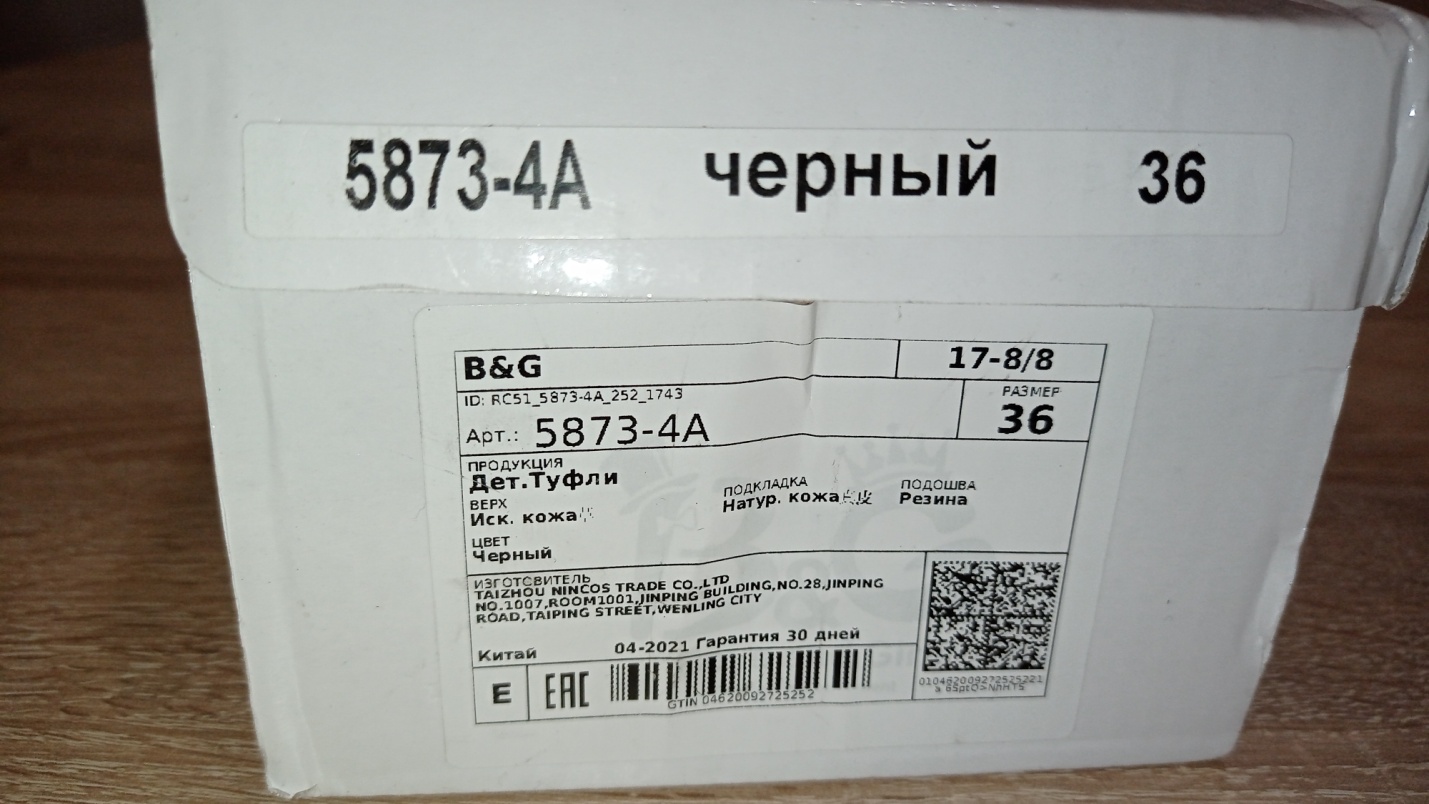 5873-4A черный 36
B&G 17-8/8
ID: RC51_5873-4A_252_1743
Арт.: 5873-4A
РАЗМЕР
36
ПРОДУКЦИЯ
Дет.Туфли
ВЕРХ
Иск. кожа
ПОДКЛАДКА
Натур. кожа
ПОДОШВА
Резина
ЦВЕТ
Черный
ИЗГОТОВИТЕЛЬ
TAIZHOU NINCOS TRADE CO.,LTD
NO.1007,ROOM1001,JINPING BUILDING,NO.28,JINPING
ROAD,TAIPING STREET,WENLING CITY
Китай 04-2021 Гарантия 30 дней
E EAC
GTIN 04620092725252
010462009272525221